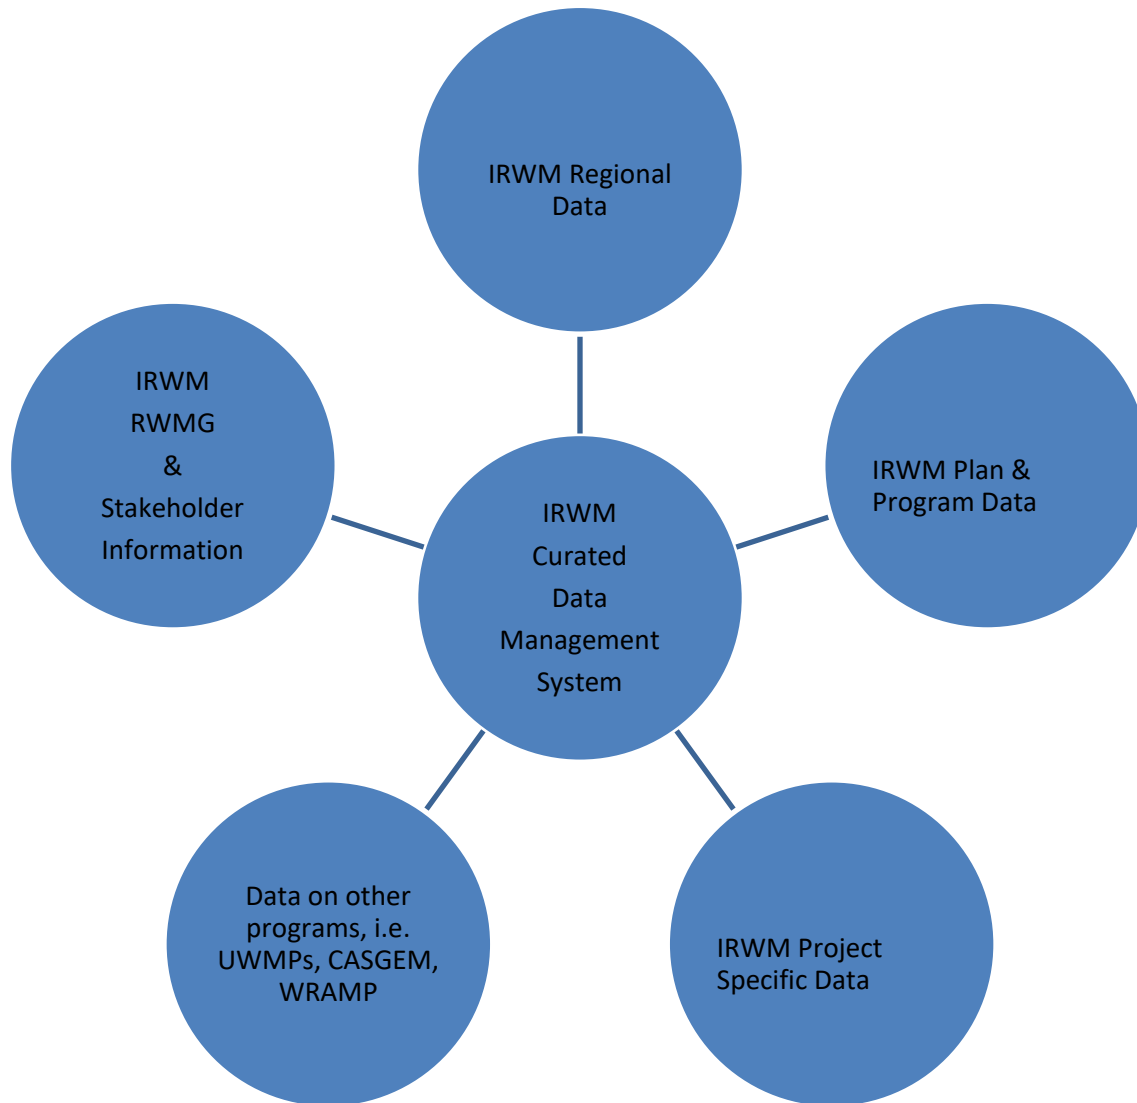 IRWM Regional
Data
IRWM
RWMG
&
Stakeholder
Information
IRWM Plan &
Program Data
IRWM
Curated
Data
Management
System
Data on other
programs, i.e.
UWMPs, CASGEM,
WRAMP
IRWM Project
Specific Data